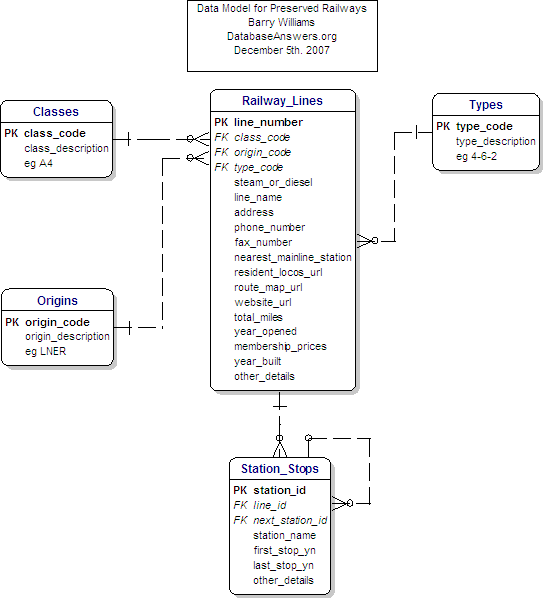 Data Model for Preserved Railways
Barry Williams
DatabaseAnswers.org
December 5th. 2007
Classes
PK class_code
class_description
eg A4
Railway_Lines
PK line_number
FK class_code
FK origin_code
FK type_code
steam_or_diesel
line_name
address
phone_number
fax_number
nearest_mainline_station
resident_locos_url
route_map_url
website_url
total_miles
year_opened
membership_prices
year_built
other_details
Types
PK type_code
type_description
eg 4-6-2
Origins
PK origin_code
origin_description
eg LNER
Station_Stops
PK station_id
FK line_id
FK next_station_id
station_name
first_stop_yn
last_stop_yn
other_details